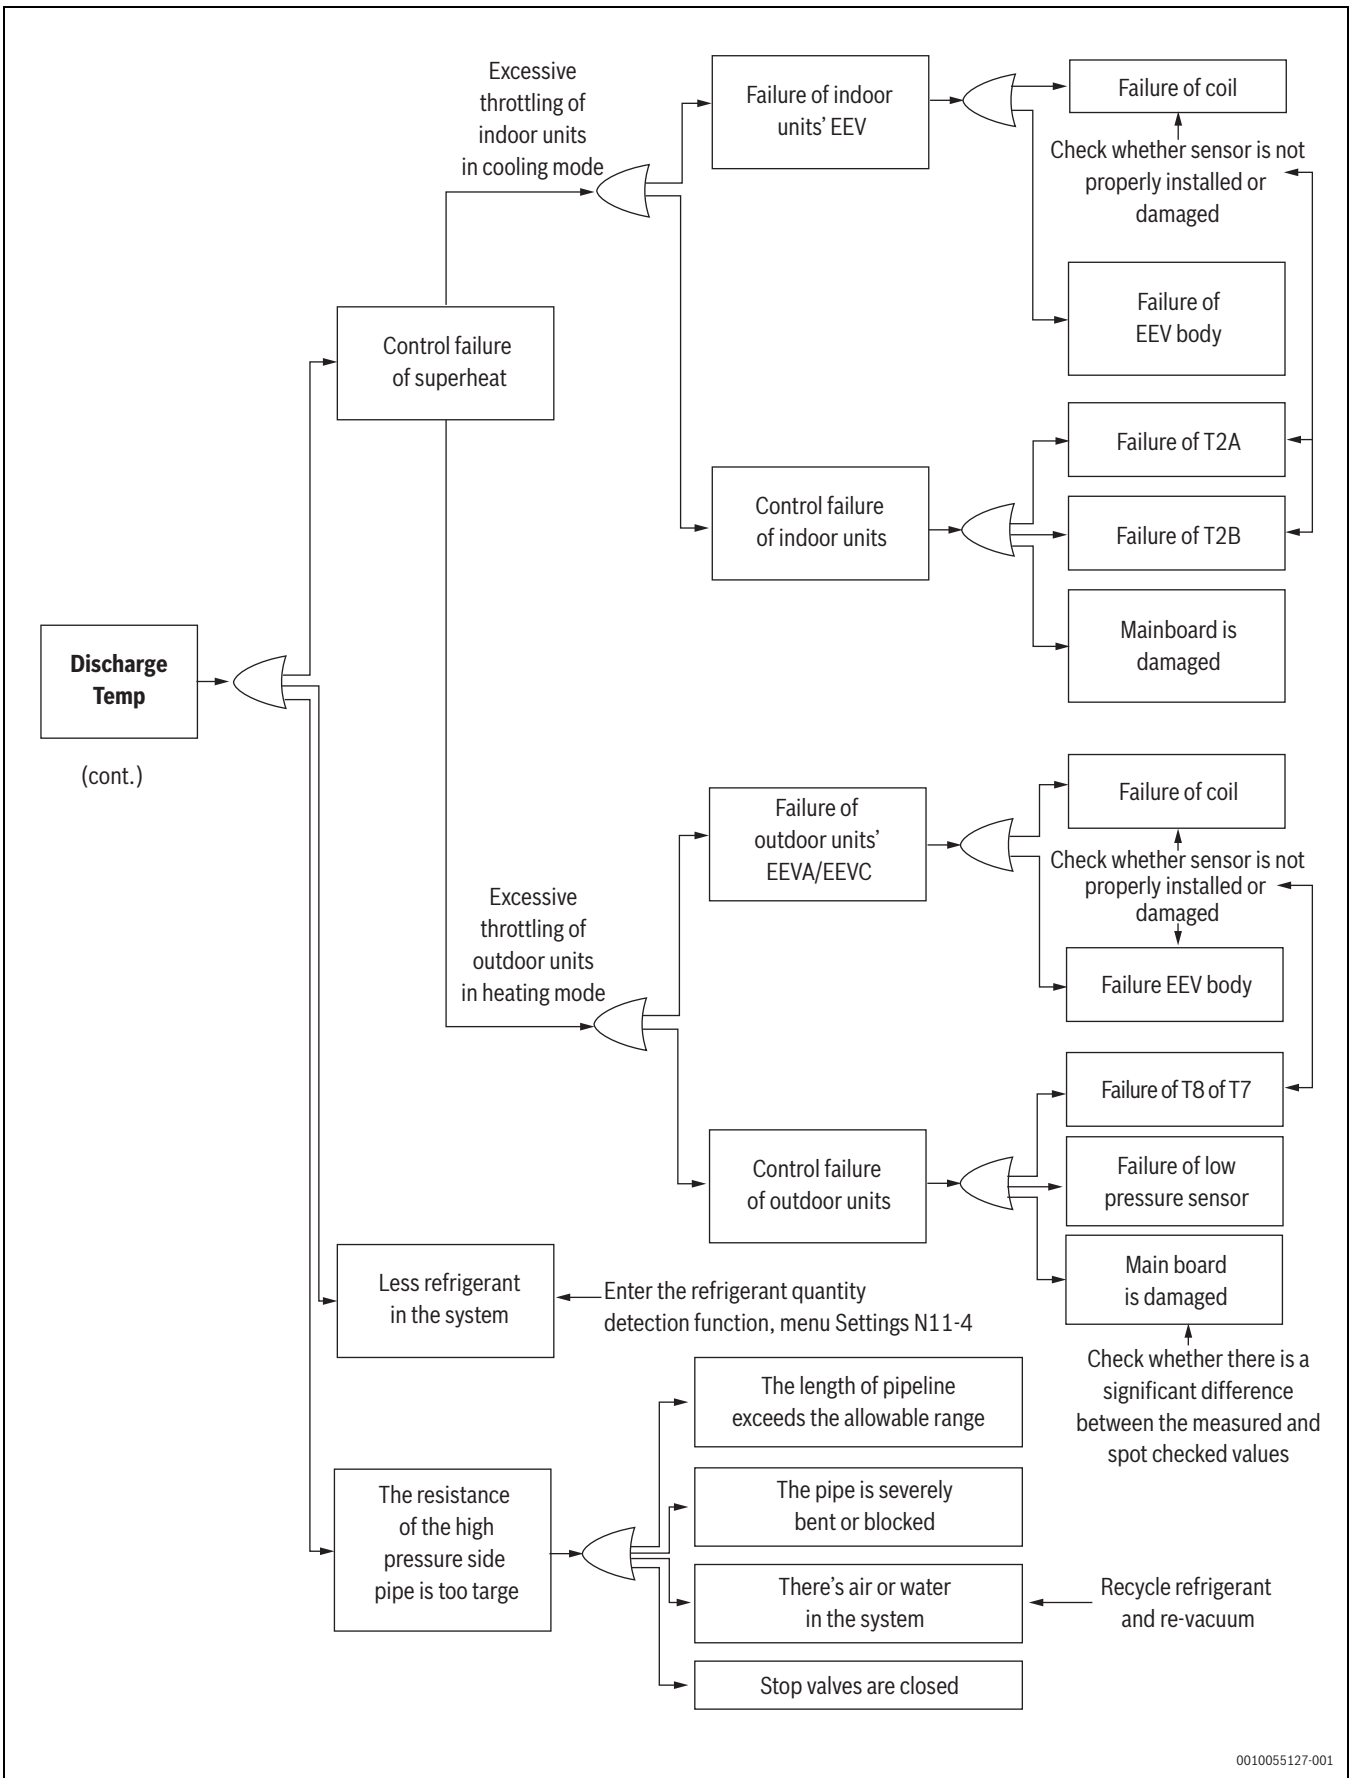 Excessive
throttling of
indoor units
in cooling mode
Failure of indoor
units’ EEV
Failure of coil
Check whether sensor is not
properly installed or
damaged
Failure of
EEV body
Control failure
of superheat
Failure of T2A
Control failure
of indoor units
Failure of T2B
Mainboard is
damaged
Discharge
Temp
(cont.)
Failure of
outdoor units’
EEVA/EEVC
Failure of coil
Check whether sensor is not
properly installed or
damaged
Excessive
throttling of
outdoor units
in heating mode
Failure EEV body
Failure of T8 of T7
Control failure
of outdoor units
Failure of low
pressure sensor
Main board
is damaged
Less refrigerant
in the system
Enter the refrigerant quantity
detection function, menu Settings N11-4
Check whether there is a
significant difference
between the measured and
spot checked values
The length of pipeline
exceeds the allowable range
The resistance
of the high
pressure side
pipe is too targe
The pipe is severely
bent or blocked
There’s air or water
in the system
Recycle refrigerant
and re-vacuum
Stop valves are closed
0010055127-001